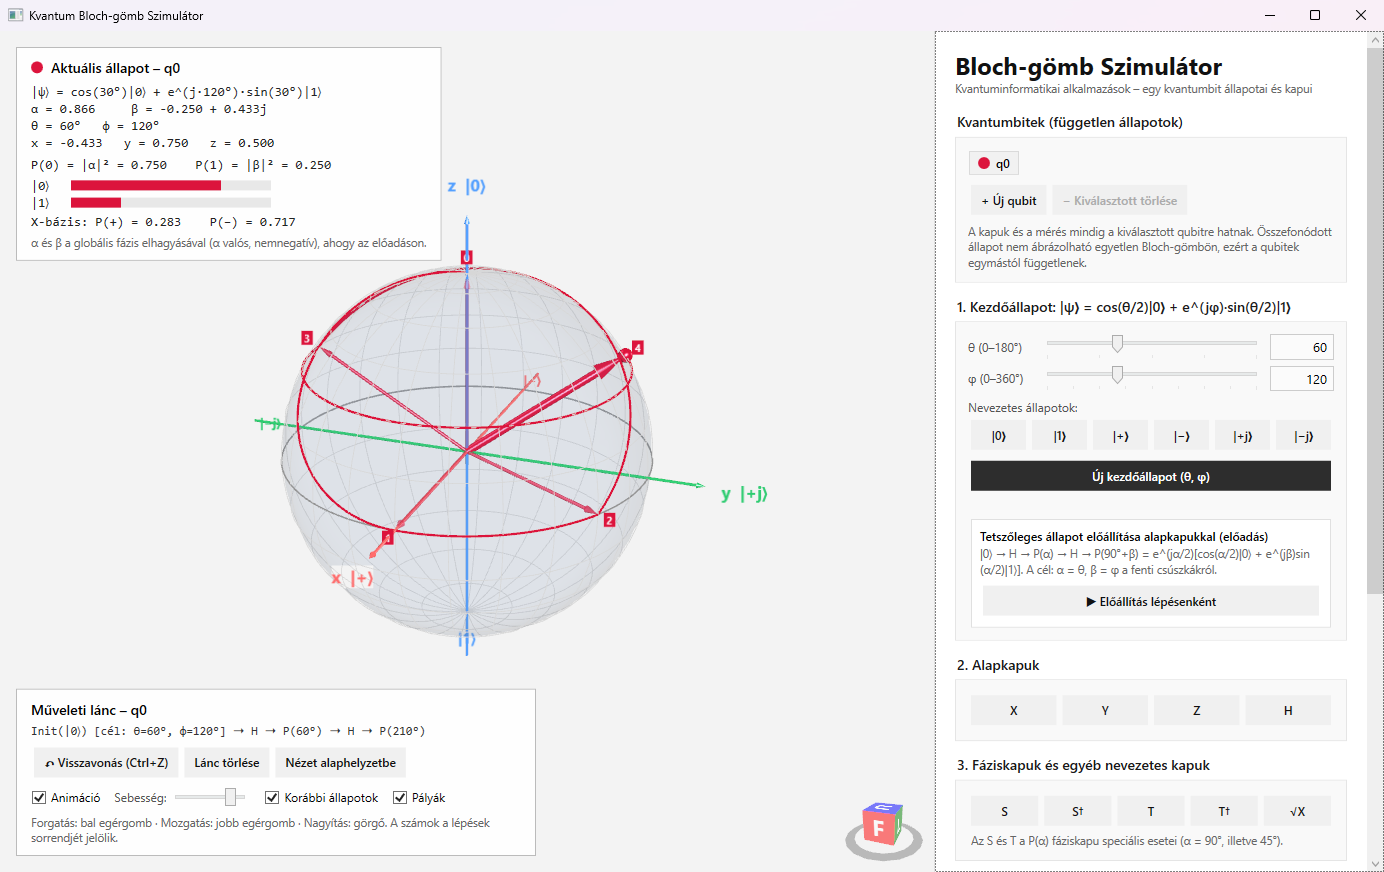 Kvantum Bloch-gömb Szimulátor
Aktuális állapot – q0
|ψ⟩ = cos(30°)|0⟩ + e^(j·120°)·sin(30°)|1⟩
α = 0.866 β = -0.250 + 0.433j
θ = 60° ϕ = 120°
x = -0.433 y = 0.750 z = 0.500
P(0) = |α|² = 0.750 P(1) = |β|² = 0.250
|0⟩
|1⟩
X-bázis: P(+) = 0.283 P(−) = 0.717
α és β a globális fázis elhagyásával (α valós, nemnegatív), ahogy az előadáson.
z |0⟩
3
4
|−j⟩
y |+j⟩
2
1
x |+⟩
|1⟩
Műveleti lánc – q0
Init(|0⟩) [cél: θ=60°, ϕ=120°] → H → P(60°) → H → P(210°)
↶ Visszavonás (Ctrl+Z) Lánc törlése Nézet alaphelyzetbe
Animáció Sebesség: Korábbi állapotok Pályák
Forgatás: bal egérgomb · Mozgatás: jobb egérgomb · Nagyítás: görgő. A számok a lépések
sorrendjét jelölik.
F
Bloch-gömb Szimulátor
Kvantuminformatikai alkalmazások – egy kvantumbit állapotai és kapui
Kvantumbitek (független állapotok)
q0
+ Új qubit − Kiválasztott törlése
A kapuk és a mérés mindig a kiválasztott qubitre hatnak. Összefonódott
állapot nem ábrázolható egyetlen Bloch-gömbön, ezért a qubitek
egymástól függetlenek.
1. Kezdőállapot: |ψ⟩ = cos(θ/2)|0⟩ + e^(jφ)·sin(θ/2)|1⟩
θ (0–180°) 60
φ (0–360°) 120
Nevezetes állapotok:
|0⟩ |1⟩ |+⟩ |−⟩ |+j⟩ |−j⟩
Új kezdőállapot (θ, φ)
Tetszőleges állapot előállítása alapkapukkal (előadás)
|0⟩ → H → P(α) → H → P(90°+β) = e^(jα/2)[cos(α/2)|0⟩ + e^(jβ)sin
(α/2)|1⟩]. A cél: α = θ, β = φ a fenti csúszkákról.
▶ Előállítás lépésenként
2. Alapkapuk
X Y Z H
3. Fáziskapuk és egyéb nevezetes kapuk
S S† T T† √X
Az S és T a P(α) fáziskapu speciális esetei (α = 90°, illetve 45°).